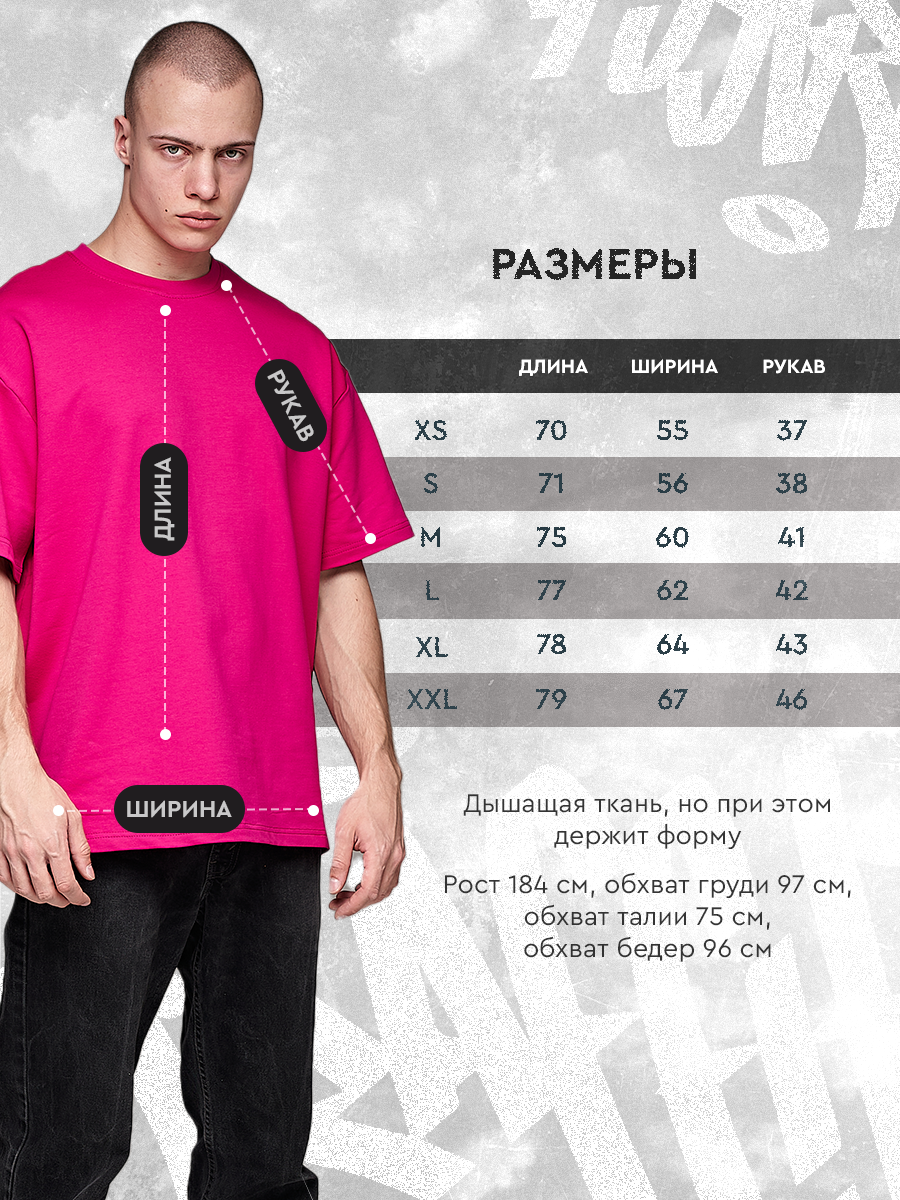 РАЗМЕРЫ
ДЛИНА ШИРИНА РУКАВ
XS 70 55 37
S 71 56 38
M 75 60 41
L 77 62 42
XL 78 64 43
XXL 79 67 46
РУКАВ
ДЛИНА
ШИРИНА
Дышащая ткань, но при этом
держит форму
Рост 184 см, обхват груди 97 см,
обхват талии 75 см,
обхват бедер 96 см